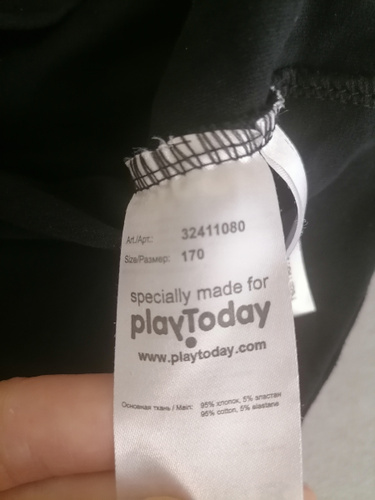 Art./Арт.: 32411080
Size/Размер: 170
specially made for
playToday
www.playtoday.com
Основная ткань / Main: 95% хлопок, 5% эластан
95% cotton, 5% elastane